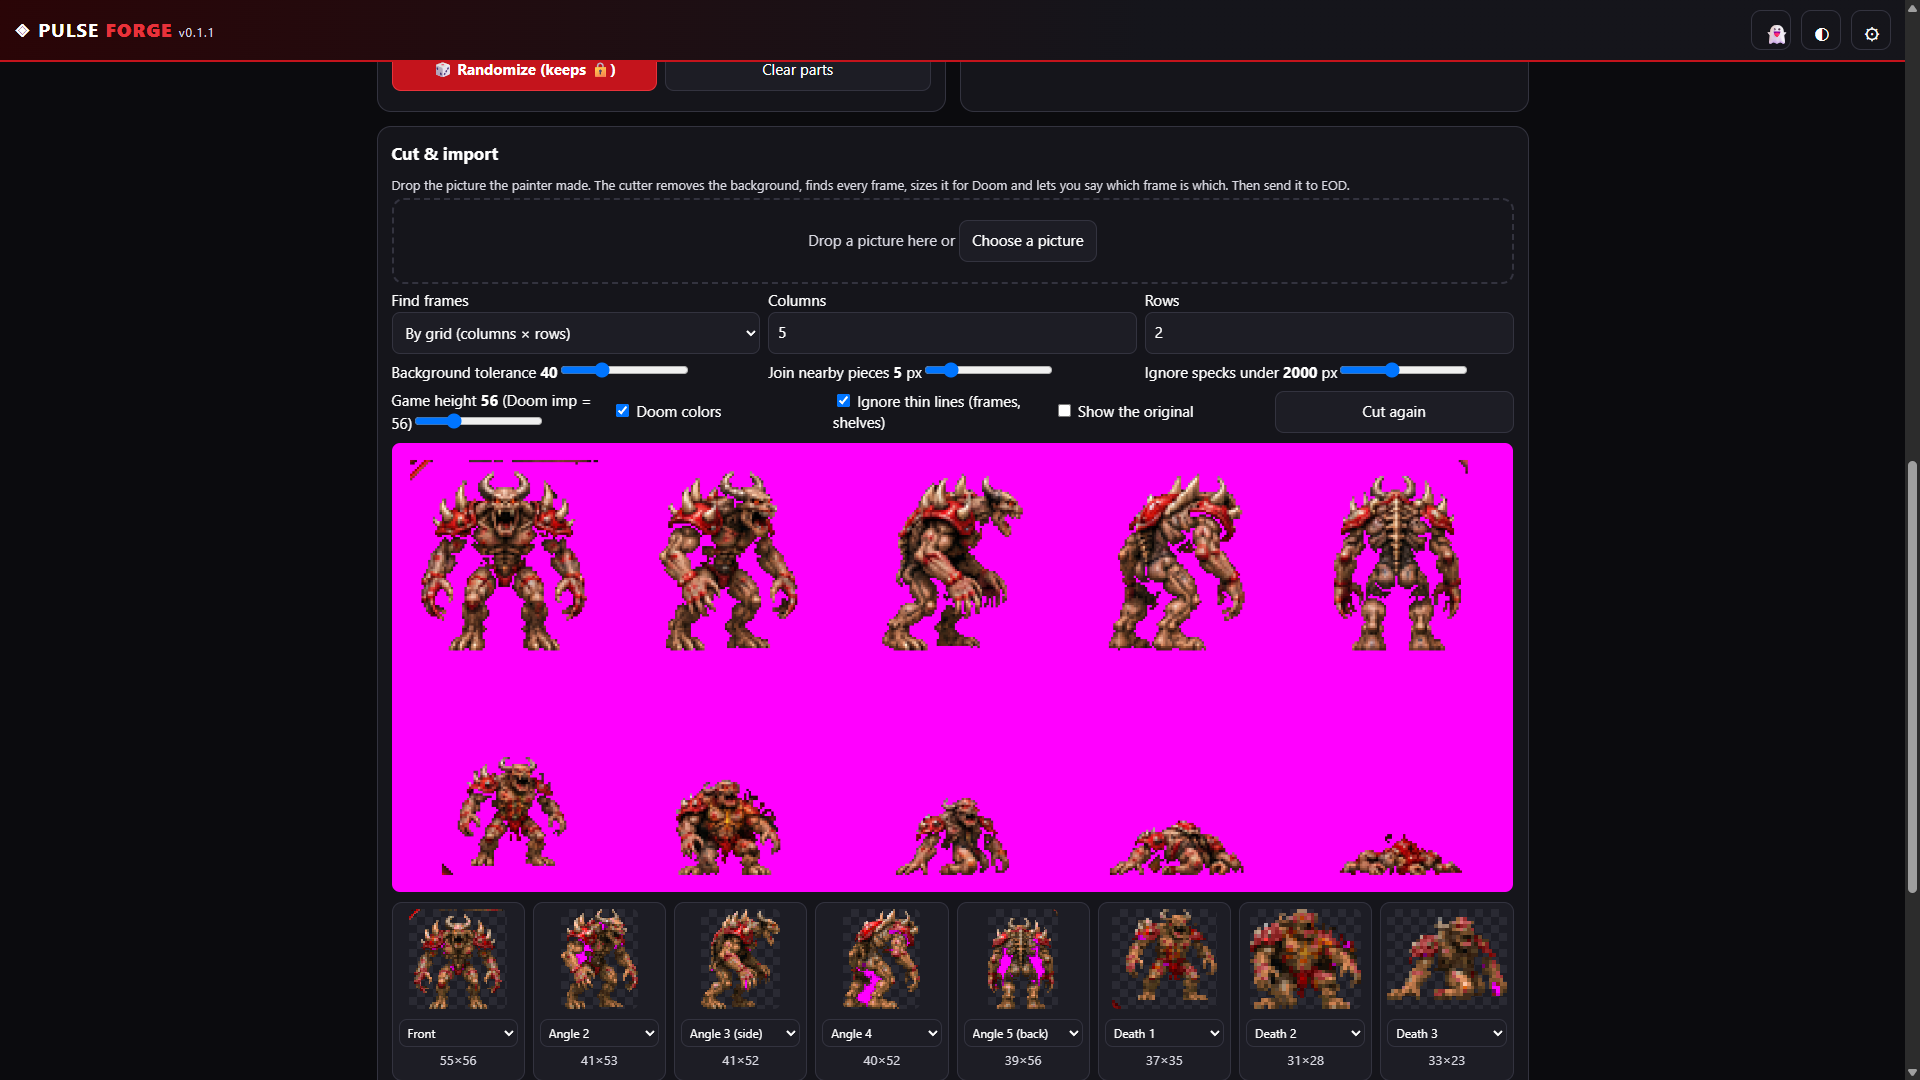 ◈ PULSE FORGE v0.1.1
🎲 Randomize (keeps 🔒)
Clear parts
Cut & import
Drop the picture the painter made. The cutter removes the background, finds every frame, sizes it for Doom and lets you say which frame is which. Then send it to EOD.
Drop a picture here or Choose a picture
Find frames
Columns
Rows
By grid (columns × rows)
5
2
Background tolerance 40
Join nearby pieces 5 px
Ignore specks under 2000 px
Game height 56 (Doom imp =
56)
Doom colors
Ignore thin lines (frames,
shelves)
Show the original
Cut again
Front
Angle 2
Angle 3 (side)
Angle 4
Angle 5 (back)
Death 1
Death 2
Death 3
55×56
41×53
41×52
40×52
39×56
37×35
31×28
33×23